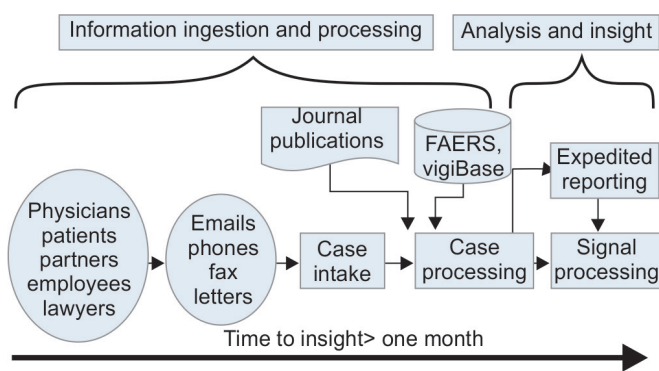 Information ingestion and processing
Analysis and insight
Journal
publications
FAERS,
vigiBase
Expedited
reporting
Physicians
patients
partners
employees
lawyers
Emails
phones
fax
letters
Case
intake
Case
processing
Signal
processing
Time to insight> one month